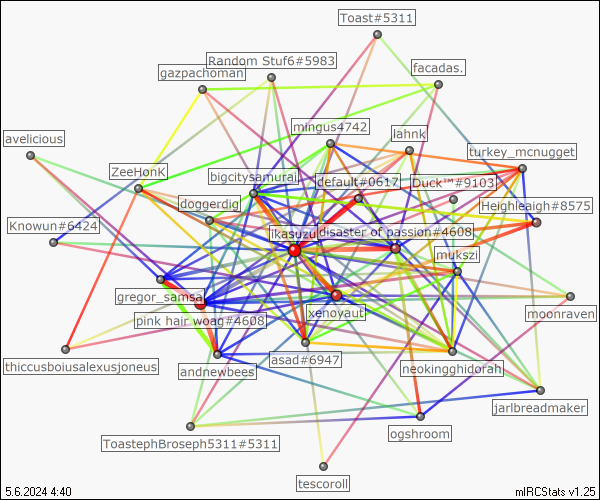 Toast#5311
Random Stuf6#5983
facadas.
gazpachoman
mingus4742
lahnk
avelicious
turkey_mcnugget
ZeeHonK
bigcitysamurai
default#0617
Duck™#9103
doggerdig
Heighleaigh#8575
Knowun#6424
ikasuzu
disaster of passion#4608
mukszi
gregor_samsa
moonraven
xenoyaut
pink hair woag#4608
thiccusboiusalexusjoneus
asad#6947
neokingghidorah
andnewbees
jarlbreadmaker
ogshroom
ToastephBroseph5311#5311
tescoroll
5.6.2024 4:40
mIRCStats v1.25